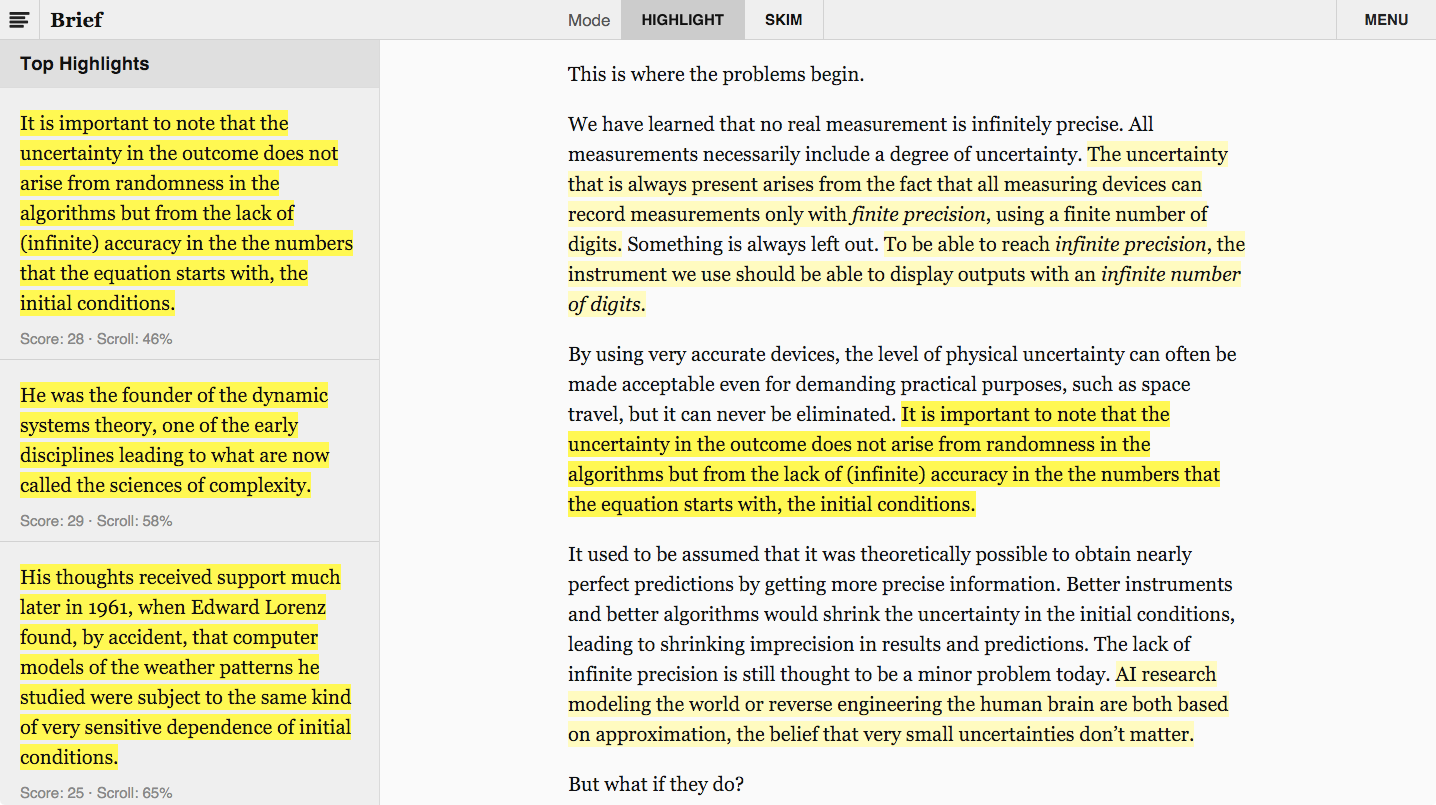 Brief
Mode
HIGHLIGHT
SKIM
MENU
Top Highlights
It is important to note that the
uncertainty in the outcome does not
arise from randomness in the
algorithms but from the lack of
(infinite) accuracy in the the numbers
that the equation starts with, the
initial conditions.
Score: 28 · Scroll: 46%
He was the founder of the dynamic
systems theory, one of the early
disciplines leading to what are now
called the sciences of complexity.
Score: 29 · Scroll: 58%
His thoughts received support much
later in 1961, when Edward Lorenz
found, by accident, that computer
models of the weather patterns he
studied were subject to the same kind
of very sensitive dependence of initial
conditions.
Score: 25 · Scroll: 65%
This is where the problems begin.
We have learned that no real measurement is infinitely precise. All
measurements necessarily include a degree of uncertainty. The uncertainty
that is always present arises from the fact that all measuring devices can
record measurements only with finite precision, using a finite number of
digits. Something is always left out. To be able to reach infinite precision, the
instrument we use should be able to display outputs with an infinite number
of digits.
By using very accurate devices, the level of physical uncertainty can often be
made acceptable even for demanding practical purposes, such as space
travel, but it can never be eliminated. It is important to note that the
uncertainty in the outcome does not arise from randomness in the
algorithms but from the lack of (infinite) accuracy in the the numbers that
the equation starts with, the initial conditions.
It used to be assumed that it was theoretically possible to obtain nearly
perfect predictions by getting more precise information. Better instruments
and better algorithms would shrink the uncertainty in the initial conditions,
leading to shrinking imprecision in results and predictions. The lack of
infinite precision is still thought to be a minor problem today. AI research
modeling the world or reverse engineering the human brain are both based
on approximation, the belief that very small uncertainties don’t matter.
But what if they do?